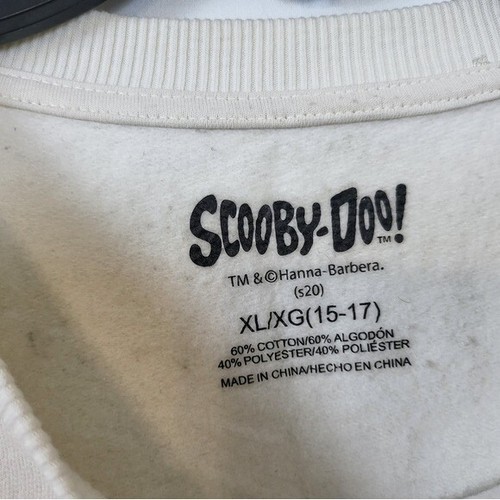 SCOOBY-DOO! TM
TM & ©Hanna-Barbera.
(s20)
XL/XG(15-17)
60% COTTON/60% ALGODÓN
40% POLYESTER/40% POLIÉSTER
MADE IN CHINA/HECHO EN CHINA